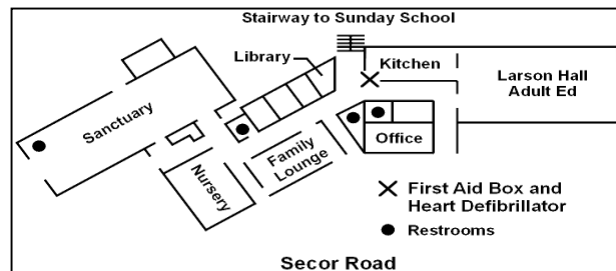 Stairway to Sunday School
Library
Kitchen
Larson Hall
Adult Ed
Sanctuary
Office
Nursery
Family
Lounge
First Aid Box and
Heart Defibrillator
Restrooms
Secor Road